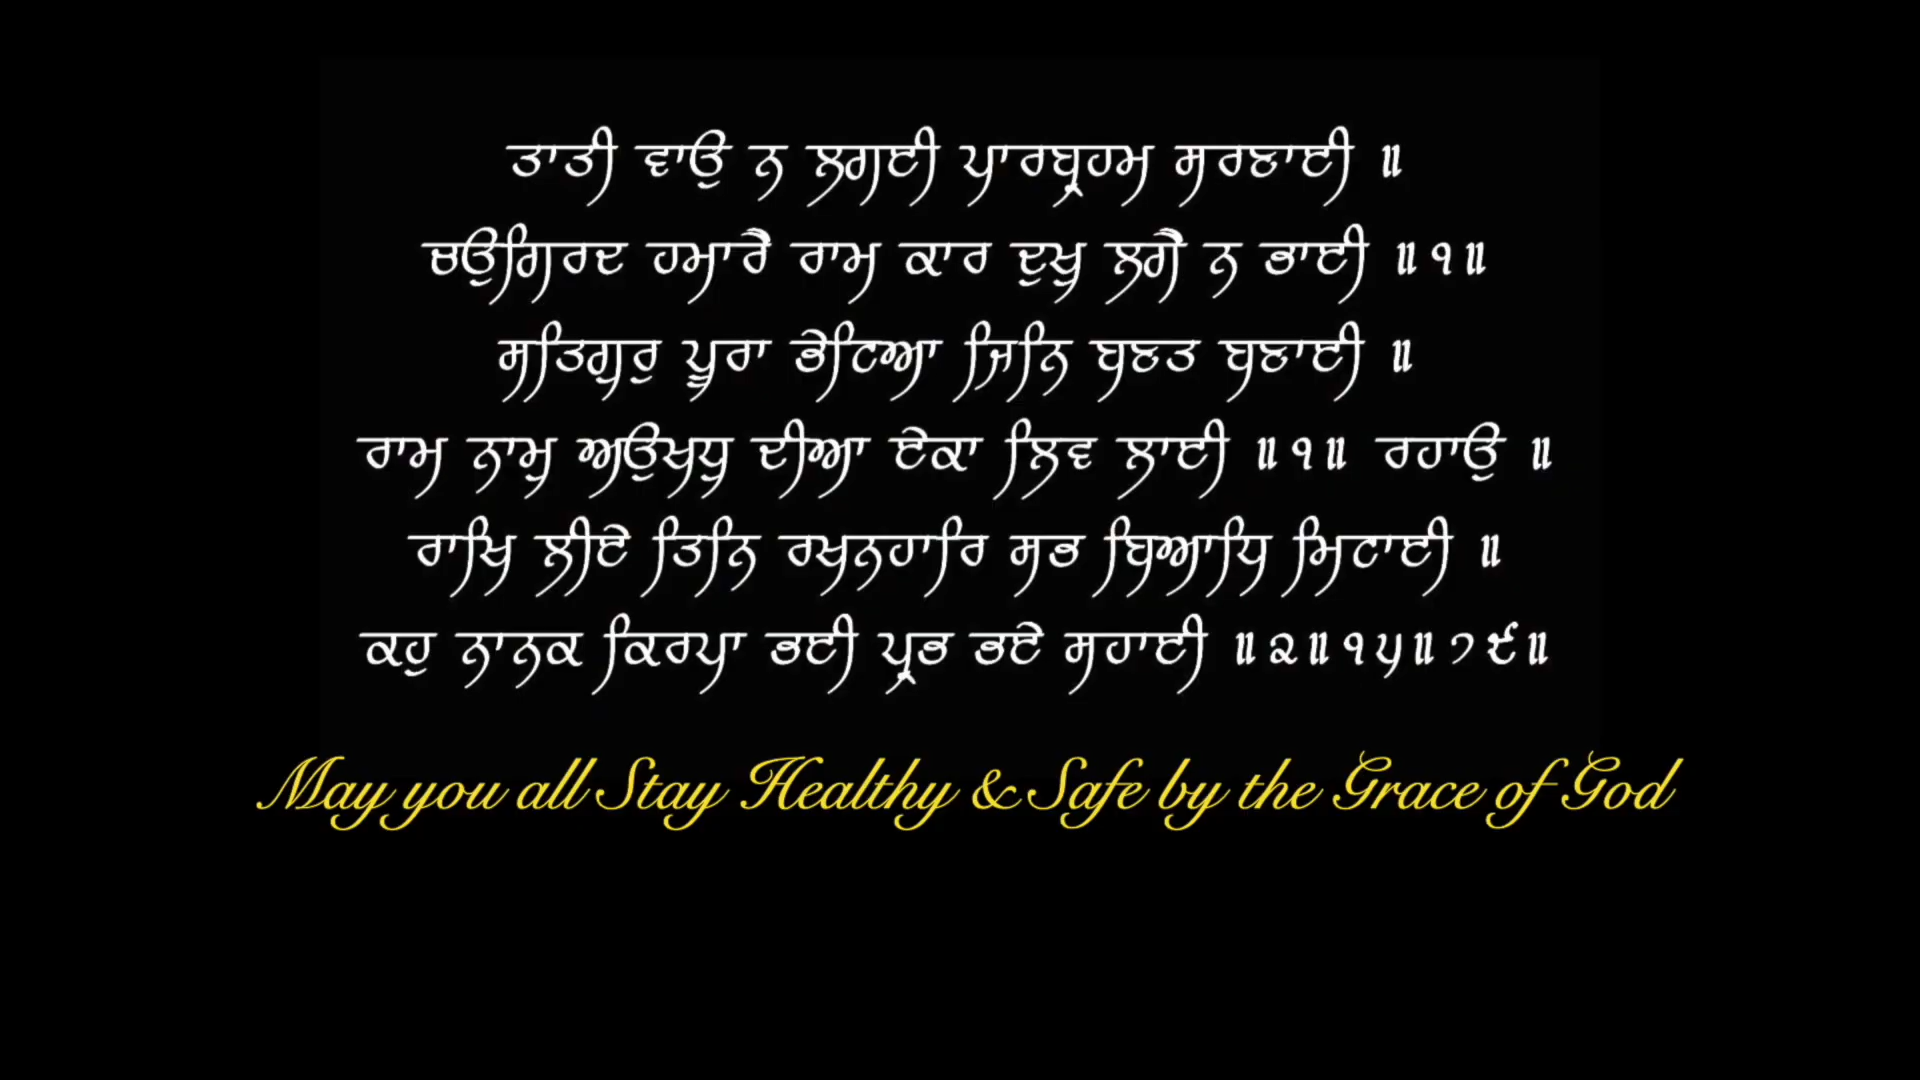 ਤਾਤੀ ਵਾਉ ਨ ਲਗਈ ਪਾਰਬ੍ਰਹਮ ਸਰਣਾਈ ॥
ਚਉਗਿਰਦ ਹਮਾਰੈ ਰਾਮ ਕਾਰ ਦੁਖੁ ਲਗੈ ਨ ਭਾਈ ॥੧॥
ਸਤਿਗੁਰੁ ਪੂਰਾ ਭੇਟਿਆ ਜਿਨਿ ਬਣਤ ਬਣਾਈ ॥
ਰਾਮ ਨਾਮੁ ਅਉਖਧੁ ਦੀਆ ਏਕਾ ਲਿਵ ਲਾਈ ॥੧॥ ਰਹਾਉ ॥
ਰਾਖਿ ਲੀਏ ਤਿਨਿ ਰਖਨਹਾਰਿ ਸਭ ਬਿਆਧਿ ਮਿਟਾਈ ॥
ਕਹੁ ਨਾਨਕ ਕਿਰਪਾ ਭਈ ਪ੍ਰਭ ਭਏ ਸਹਾਈ ॥੨॥੧੫॥੭੯॥
May you all Stay Healthy & Safe by the Grace of God